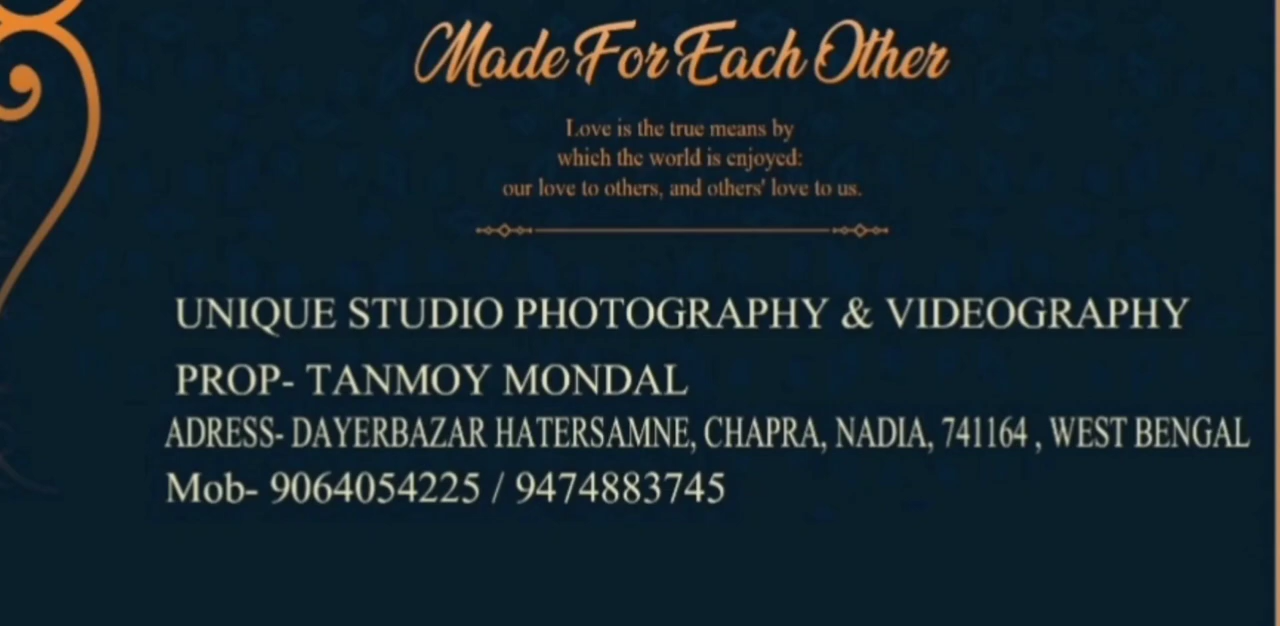 Made For Each Other
Love is the true means by
which the world is enjoyed:
our love to others, and others' love to us.
UNIQUE STUDIO PHOTOGRAPHY & VIDEOGRAPHY
PROP- TANMOY MONDAL
ADRESS- DAYERBAZAR HATERSAMNE, CHAPRA, NADIA, 741164 , WEST BENGAL
Mob- 9064054225 / 9474883745